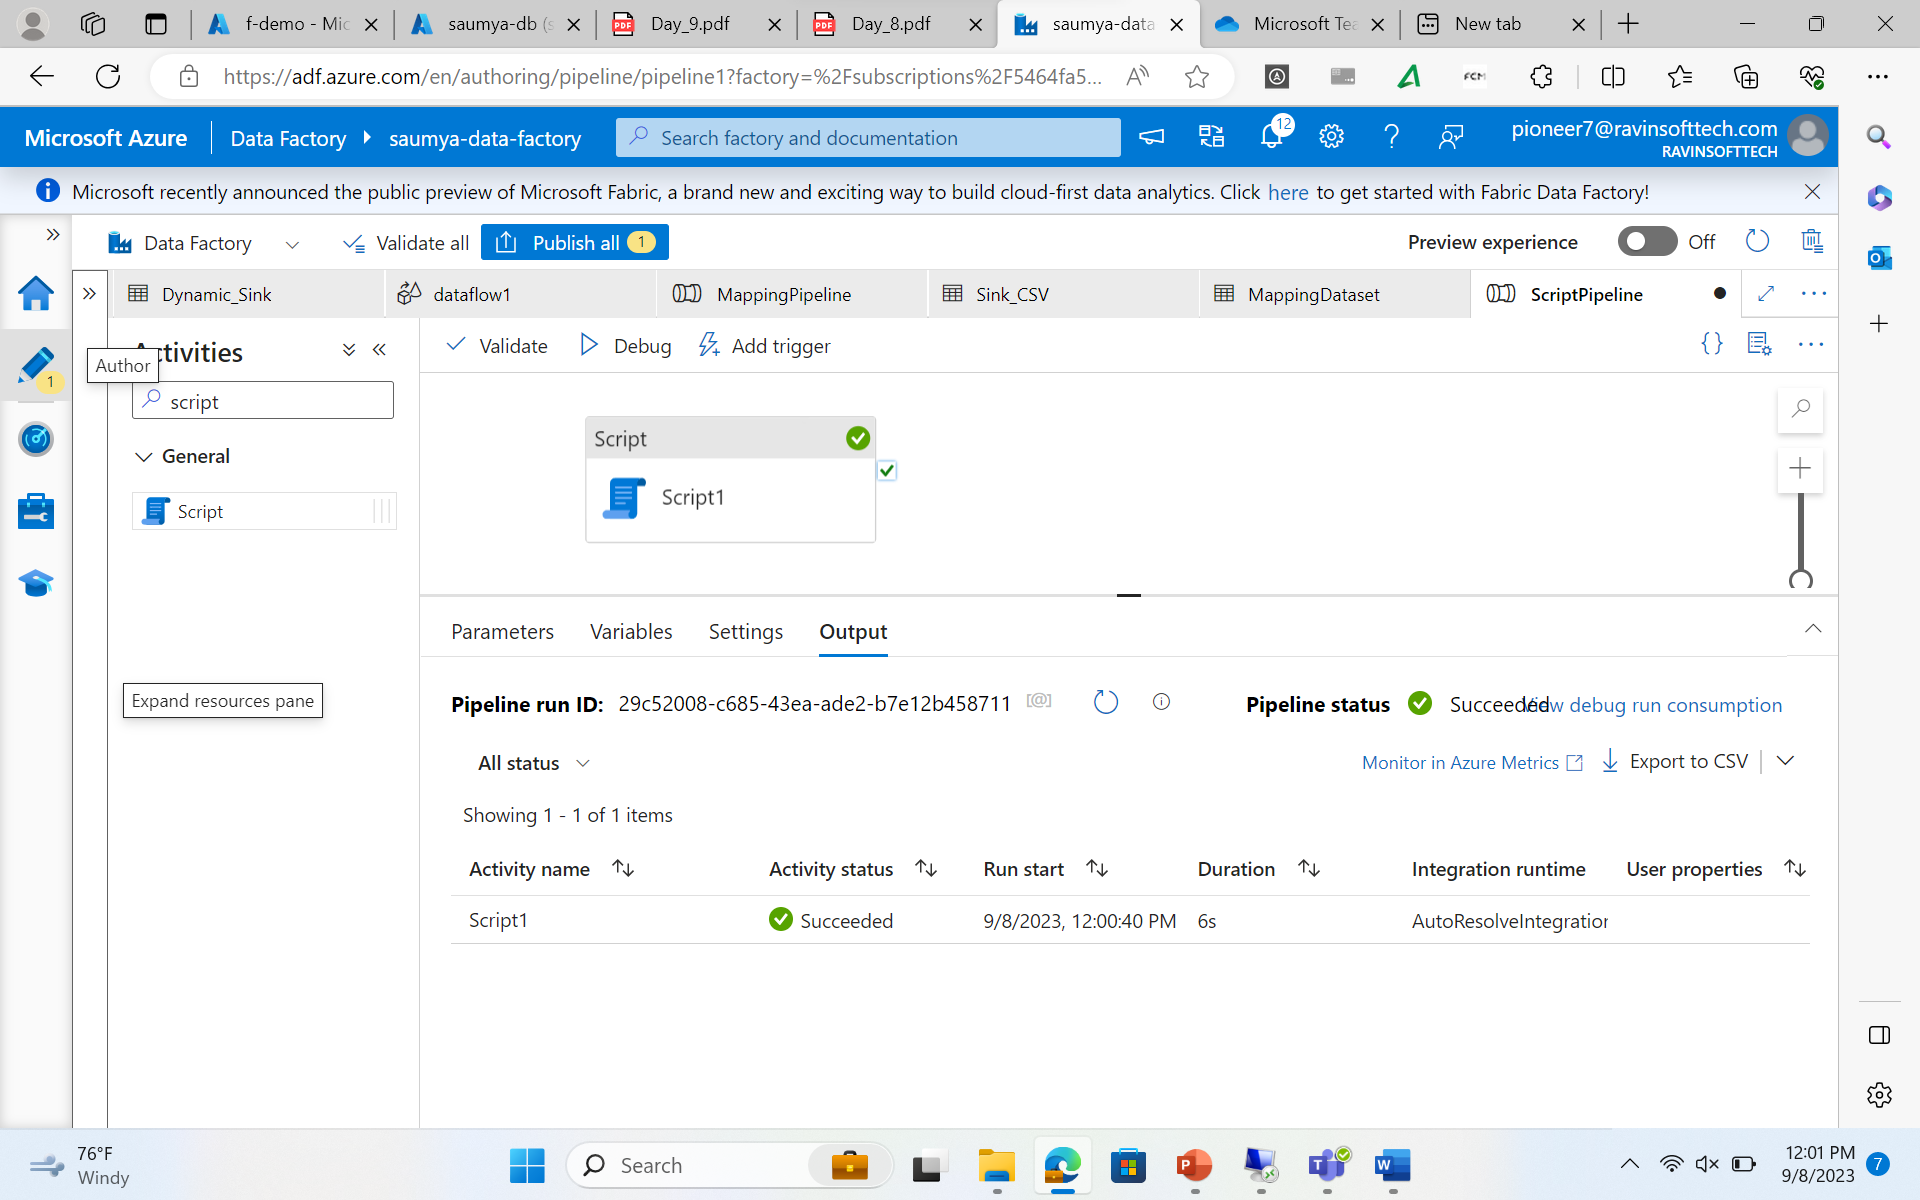 f-demo - Mic
saumya-db (s
Day_9.pdf
Day_8.pdf
saumya-data
Microsoft Tea
New tab
https://adf.azure.com/en/authoring/pipeline/pipeline1?factory=%2Fsubscriptions%2F5464fa5...
FCM
Microsoft Azure
Data Factory
saumya-data-factory
Search factory and documentation
12
pioneer7@ravinsofttech.com
RAVINSOFTTECH
Microsoft recently announced the public preview of Microsoft Fabric, a brand new and exciting way to build cloud-first data analytics. Click here to get started with Fabric Data Factory!
Data Factory
Validate all
Publish all 1
Preview experience
Off
Dynamic_Sink
dataflow1
MappingPipeline
Sink_CSV
MappingDataset
ScriptPipeline
1
Author
Activities
Validate
Debug
Add trigger
script
General
Script
Script
Script1
Expand resources pane
Parameters
Variables
Settings
Output
Pipeline run ID: 29c52008-c685-43ea-ade2-b7e12b458711 [@]
Pipeline status
Succeeded
View debug run consumption
All status
Monitor in Azure Metrics
Export to CSV
Showing 1 - 1 of 1 items
Activity name
Activity status
Run start
Duration
Integration runtime
User properties
Script1
Succeeded
9/8/2023, 12:00:40 PM
6s
AutoResolveIntegration
76°F
Windy
Search
12:01 PM
9/8/2023
7